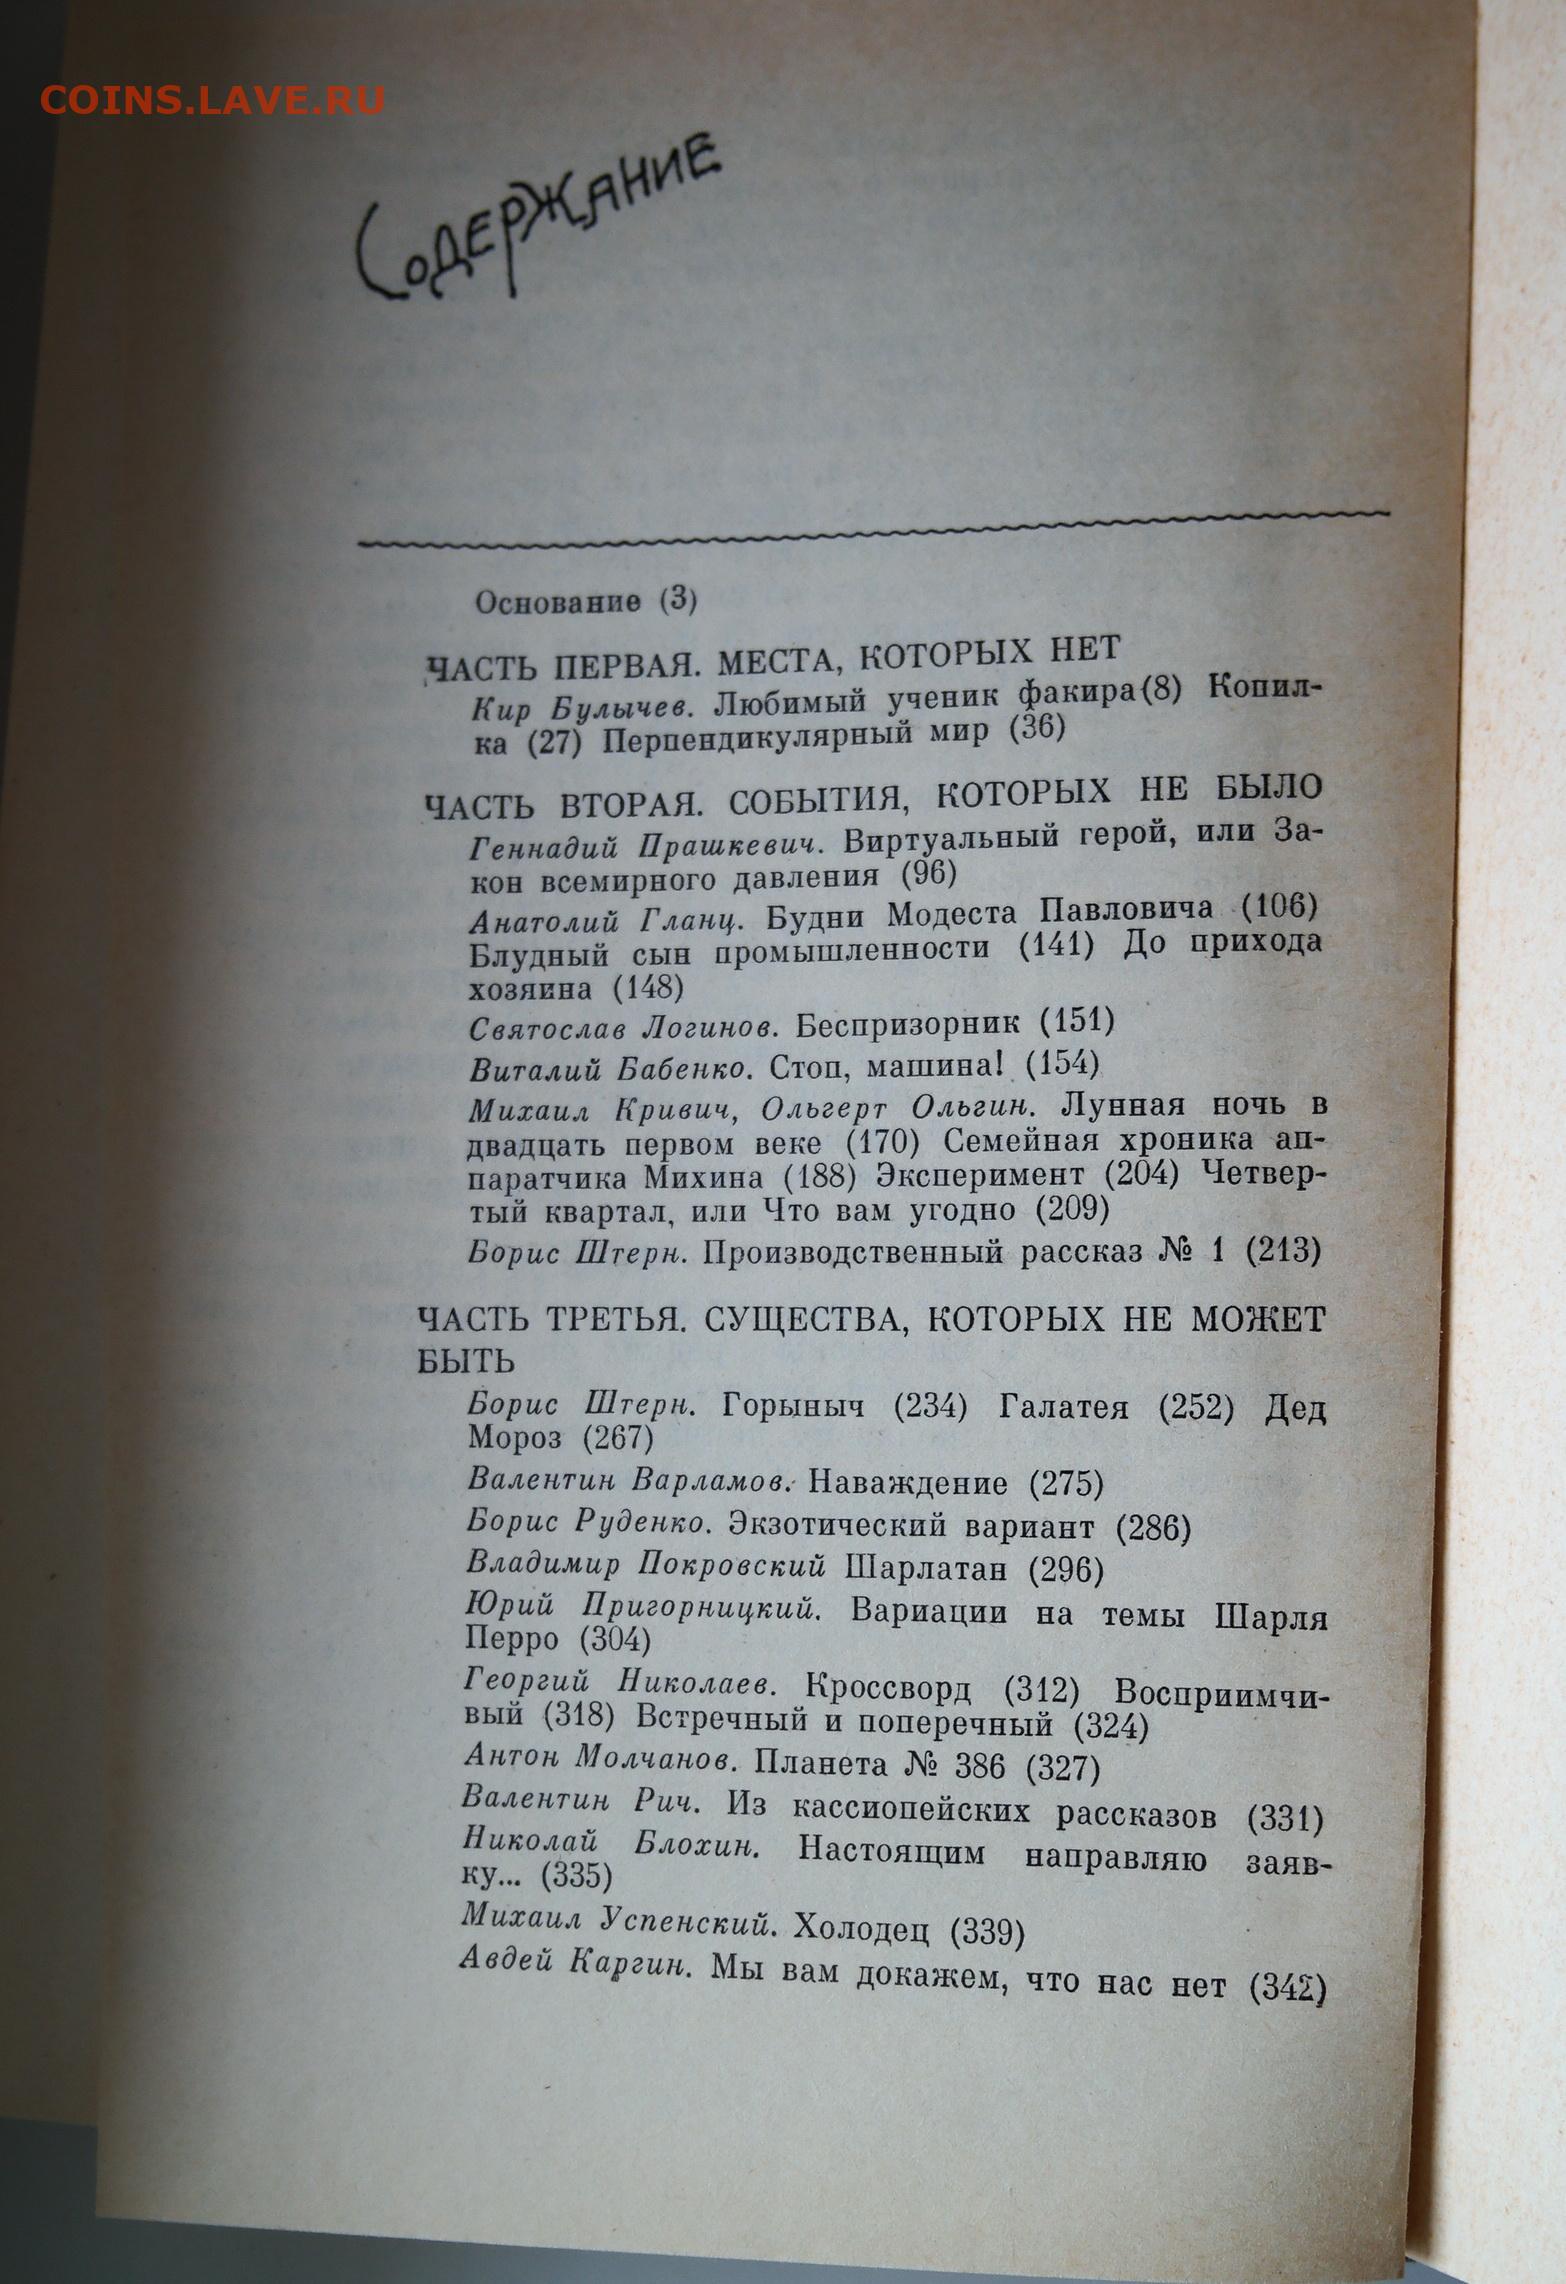 COINS.LAVE.RU
СОДЕРЖАНИЕ
Основание (3)
ЧАСТЬ ПЕРВАЯ. МЕСТА, КОТОРЫХ НЕТ
Кир Булычев. Любимый ученик факира(8) Копил-
ка (27) Перпендикулярный мир (36)
ЧАСТЬ ВТОРАЯ. СОБЫТИЯ, КОТОРЫХ НЕ БЫЛО
Геннадий Прашкевич. Виртуальный герой, или За-
кон всемирного давления (96)
Анатолий Гланц. Будни Модеста Павловича (106)
Блудный сын промышленности (141) До прихода
хозяина (148)
Святослав Логинов. Беспризорник (151)
Виталий Бабенко. Стоп, машина! (154)
Михаил Кривич, Ольгерт Ольгин. Лунная ночь в
двадцать первом веке (170) Семейная хроника ап-
паратчика Михина (188) Эксперимент (204) Четвер-
тый квартал, или Что вам угодно (209)
Борис Штерн. Производственный рассказ № 1 (213)
ЧАСТЬ ТРЕТЬЯ. СУЩЕСТВА, КОТОРЫХ НЕ МОЖЕТ
БЫТЬ
Борис Штерн. Горыныч (234) Галатея (252) Дед
Мороз (267)
Валентин Варламов. Наваждение (275)
Борис Руденко. Экзотический вариант (286)
Владимир Покровский Шарлатан (296)
Юрий Пригорницкий. Вариации на темы Шарля
Перро (304)
Георгий Николаев. Кроссворд (312) Восприимчи-
вый (318) Встречный и поперечный (324)
Антон Молчанов. Планета № 386 (327)
Валентин Рич. Из кассиопейских рассказов (331)
Николай Блохин. Настоящим направляю заяв-
ку... (335)
Михаил Успенский. Холодец (339)
Авдей Каргин. Мы вам докажем, что нас нет (342)